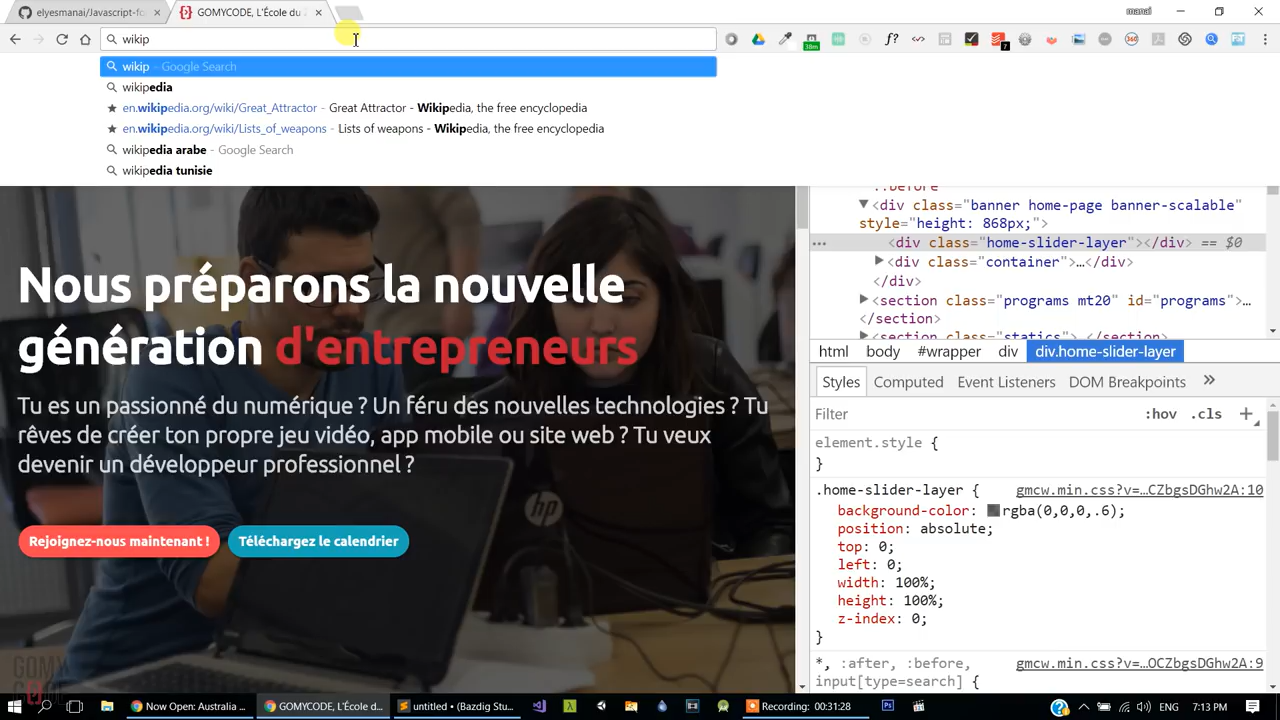 elyesmanai/Javascript-fo
GOMYCODE, L'École du
manai
wikip
38m
7
360
wikip - Google Search
wikipedia
en.wikipedia.org/wiki/Great_Attractor - Great Attractor - Wikipedia, the free encyclopedia
en.wikipedia.org/wiki/Lists_of_weapons - Lists of weapons - Wikipedia, the free encyclopedia
wikipedia arabe - Google Search
wikipedia tunisie
Nous préparons la nouvelle
génération d'entrepreneurs
Tu es un passionné du numérique ? Un féru des nouvelles technologies ? Tu
rêves de créer ton propre jeu vidéo, app mobile ou site web ? Tu veux
devenir un développeur professionnel ?
Rejoignez-nous maintenant !
Téléchargez le calendrier
hp
::before
<div class="banner home-page banner-scalable"
style="height: 868px;">
... <div class="home-slider-layer"></div> == $0
<div class="container">…</div>
</div>
<section class="programs mt20" id="programs">…
</section>
<section class="statics"> </section>
html body #wrapper div div.home-slider-layer
Styles Computed Event Listeners DOM Breakpoints »
Filter :hov .cls +
element.style {
}
.home-slider-layer { gmcw.min.css?v=…CZbgsDGhw2A:10
background-color: rgba(0,0,0,.6);
position: absolute;
top: 0;
left: 0;
width: 100%;
height: 100%;
z-index: 0;
}
*, :after, :before, gmcw.min.css?v=…OCZbgsDGhw2A:9
input[type=search] {
Now Open: Australia ...
GOMYCODE, L'École d...
untitled • (Bazdig Stu...
Recording: 00:31:28
7:13 PM